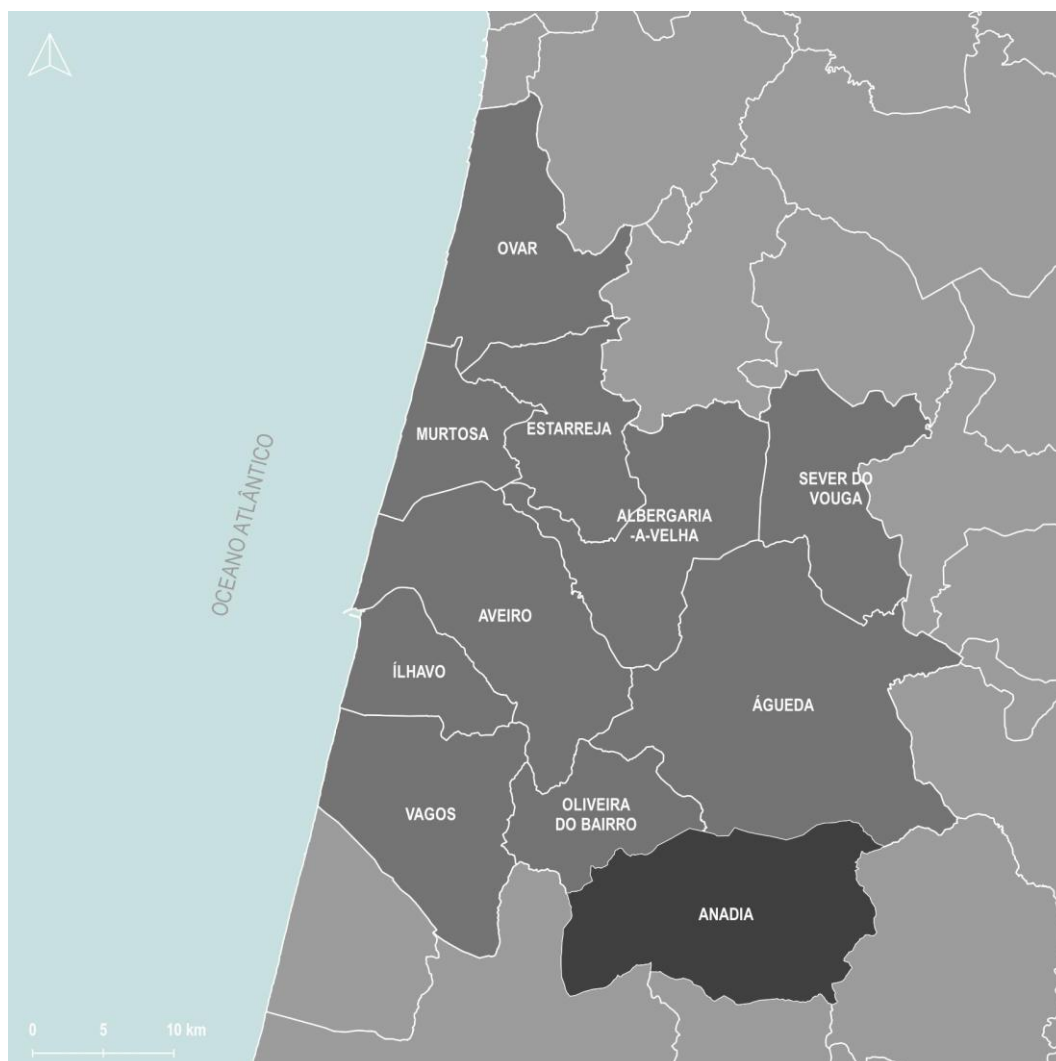 OVAR
MURTOSA
ESTARREJA
SEVER DO
VOUGA
ALBERGARIA
-A-VELHA
OCEANO ATLÂNTICO
AVEIRO
ÍLHAVO
ÁGUEDA
VAGOS
OLIVEIRA
DO BAIRRO
ANADIA
0 5 10 km